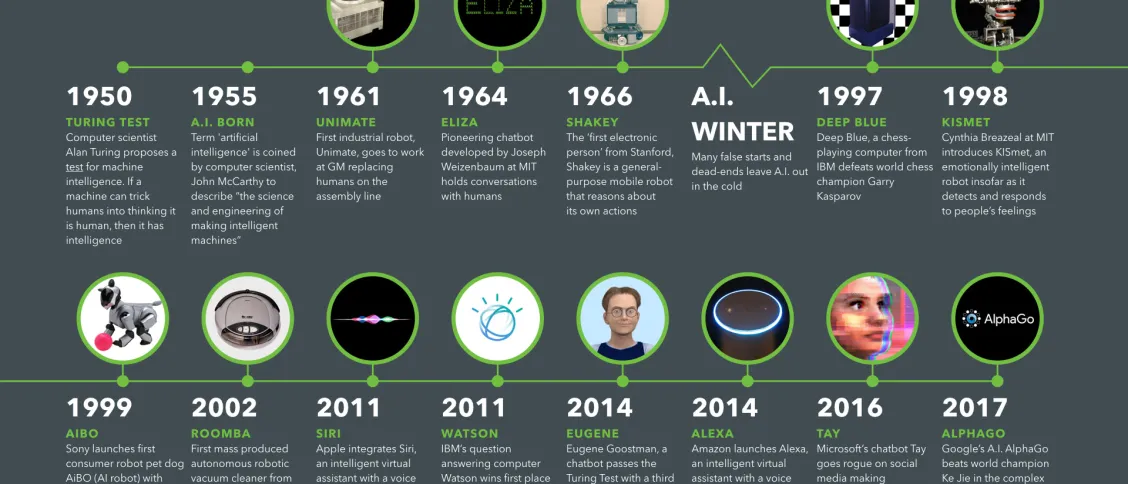 ELIZA
1950
TURING TEST
Computer scientist
Alan Turing proposes a
test for machine
intelligence. If a
machine can trick
humans into thinking it
is human, then it has
intelligence
1955
A.I. BORN
Term ‘artificial
intelligence’ is coined
by computer scientist,
John McCarthy to
describe “the science
and engineering of
making intelligent
machines”
1961
UNIMATE
First industrial robot,
Unimate, goes to work
at GM replacing
humans on the
assembly line
1964
ELIZA
Pioneering chatbot
developed by Joseph
Weizenbaum at MIT
holds conversations
with humans
1966
SHAKEY
The ‘first electronic
person’ from Stanford,
Shakey is a general-
purpose mobile robot
that reasons about
its own actions
A.I.
WINTER
Many false starts and
dead-ends leave A.I. out
in the cold
1997
DEEP BLUE
Deep Blue, a chess-
playing computer from
IBM defeats world chess
champion Garry
Kasparov
1998
KISMET
Cynthia Breazeal at MIT
introduces KISmet, an
emotionally intelligent
robot insofar as it
detects and responds
to people’s feelings
AlphaGo
1999
AIBO
Sony launches first
consumer robot pet dog
AiBO (AI robot) with
2002
ROOMBA
First mass produced
autonomous robotic
vacuum cleaner from
2011
SIRI
Apple integrates Siri,
an intelligent virtual
assistant with a voice
2011
WATSON
IBM’s question
answering computer
Watson wins first place
2014
EUGENE
Eugene Goostman, a
chatbot passes the
Turing Test with a third
2014
ALEXA
Amazon launches Alexa,
an intelligent virtual
assistant with a voice
2016
TAY
Microsoft’s chatbot Tay
goes rogue on social
media making
2017
ALPHAGO
Google’s A.I. AlphaGo
beats world champion
Ke Jie in the complex